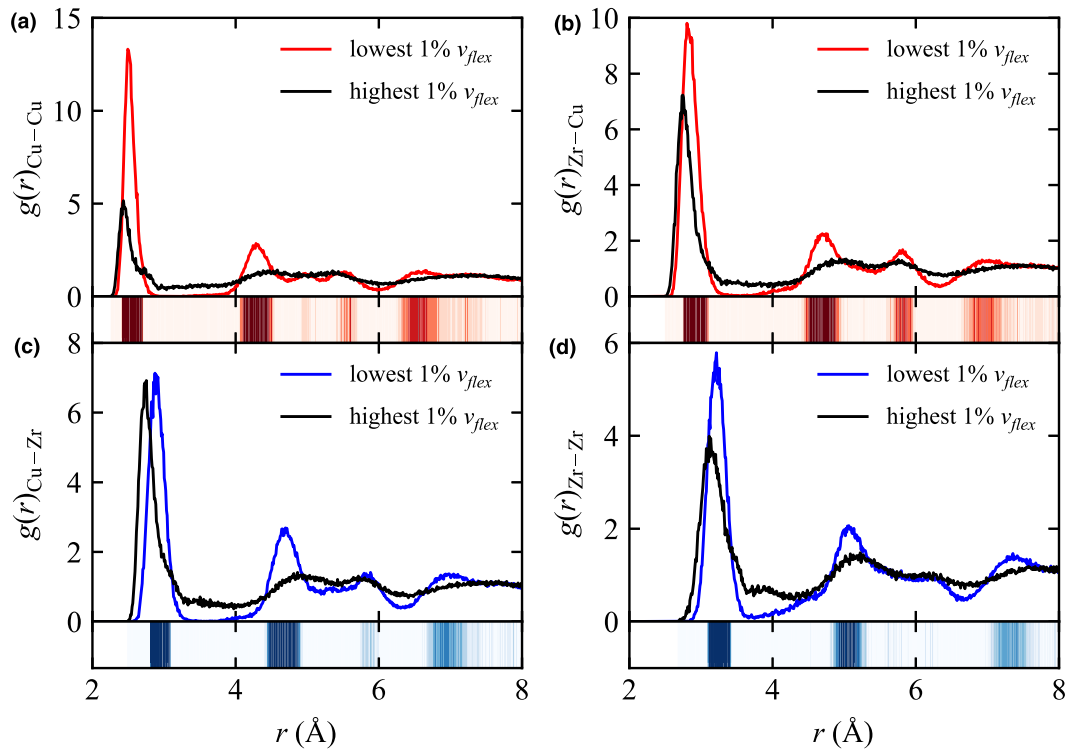 (a)
15
10
5
0
g(r)Cu−Cu
lowest 1% vflex
highest 1% vflex
(b)
10
8
6
4
2
0
g(r)Zr−Cu
lowest 1% vflex
highest 1% vflex
(c)
8
6
4
2
0
g(r)Cu−Zr
lowest 1% vflex
highest 1% vflex
2 4 6 8
r (Å)
(d)
6
4
2
0
g(r)Zr−Zr
lowest 1% vflex
highest 1% vflex
2 4 6 8
r (Å)